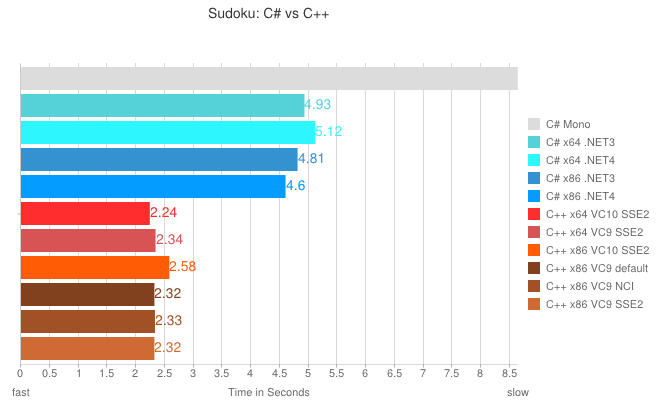 Sudoku: C# vs C++
4.93
5.12
4.81
4.6
2.24
2.34
2.58
2.32
2.33
2.32
C# Mono
C# x64 .NET3
C# x64 .NET4
C# x86 .NET3
C# x86 .NET4
C++ x64 VC10 SSE2
C++ x64 VC9 SSE2
C++ x86 VC10 SSE2
C++ x86 VC9 default
C++ x86 VC9 NCI
C++ x86 VC9 SSE2
0 0.5 1 1.5 2 2.5 3 3.5 4 4.5 5 5.5 6 6.5 7 7.5 8 8.5
fast Time in Seconds slow